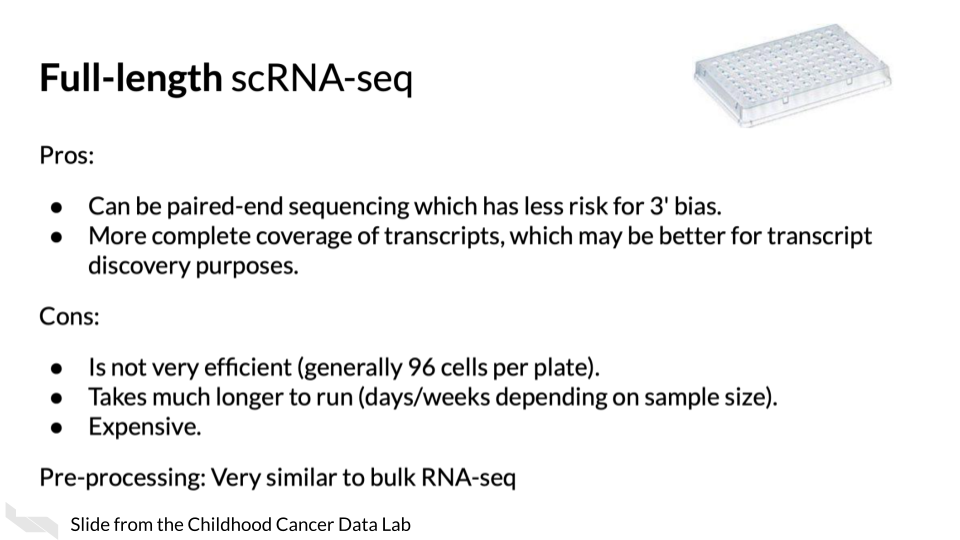 Full-length scRNA-seq
Pros:
● Can be paired-end sequencing which has less risk for 3' bias.
● More complete coverage of transcripts, which may be better for transcript
discovery purposes.
Cons:
● Is not very efficient (generally 96 cells per plate).
● Takes much longer to run (days/weeks depending on sample size).
● Expensive.
Pre-processing: Very similar to bulk RNA-seq
Slide from the Childhood Cancer Data Lab